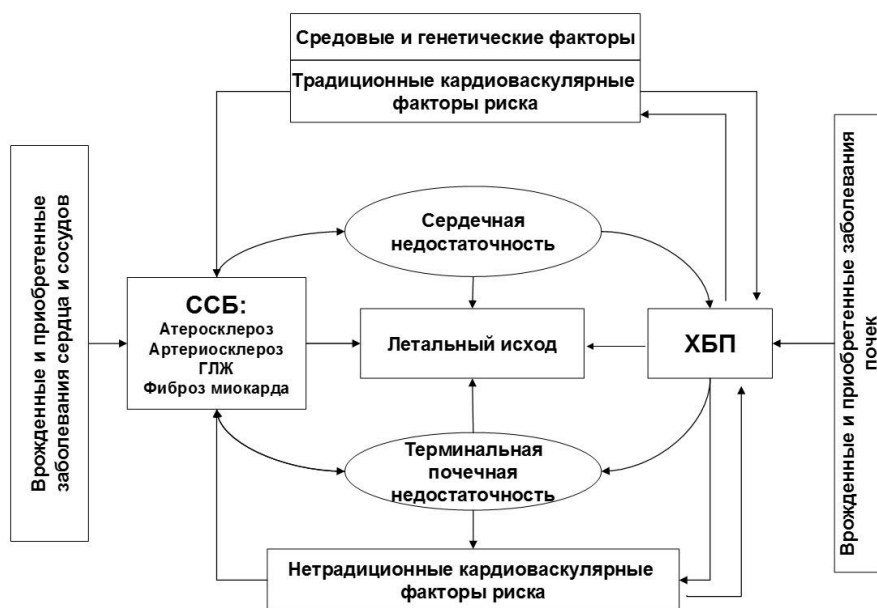 Средовые и генетические факторы
Традиционные кардиоваскулярные
факторы риска
Врожденные и приобретенные
заболевания сердца и сосудов
Сердечная
недостаточность
ССБ:
Атеросклероз
Артериосклероз
ГЛЖ
Фиброз миокарда
Летальный исход
ХБП
Врожденные и приобретенные заболевания
почек
Терминальная
почечная
недостаточность
Нетрадиционные кардиоваскулярные
факторы риска